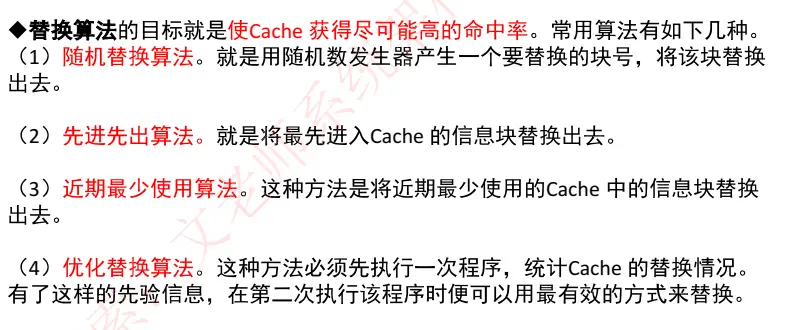 ◆替换算法的目标就是使Cache 获得尽可能高的命中率。常用算法有如下几种。
（1）随机替换算法。就是用随机数发生器产生一个要替换的块号，将该块替换
出去。
（2）先进先出算法。就是将最先进入Cache 的信息块替换出去。
（3）近期最少使用算法。这种方法是将近期最少使用的Cache 中的信息块替换
出去。
（4）优化替换算法。这种方法必须先执行一次程序，统计Cache 的替换情况。
有了这样的先验信息，在第二次执行该程序时便可以用最有效的方式来替换。